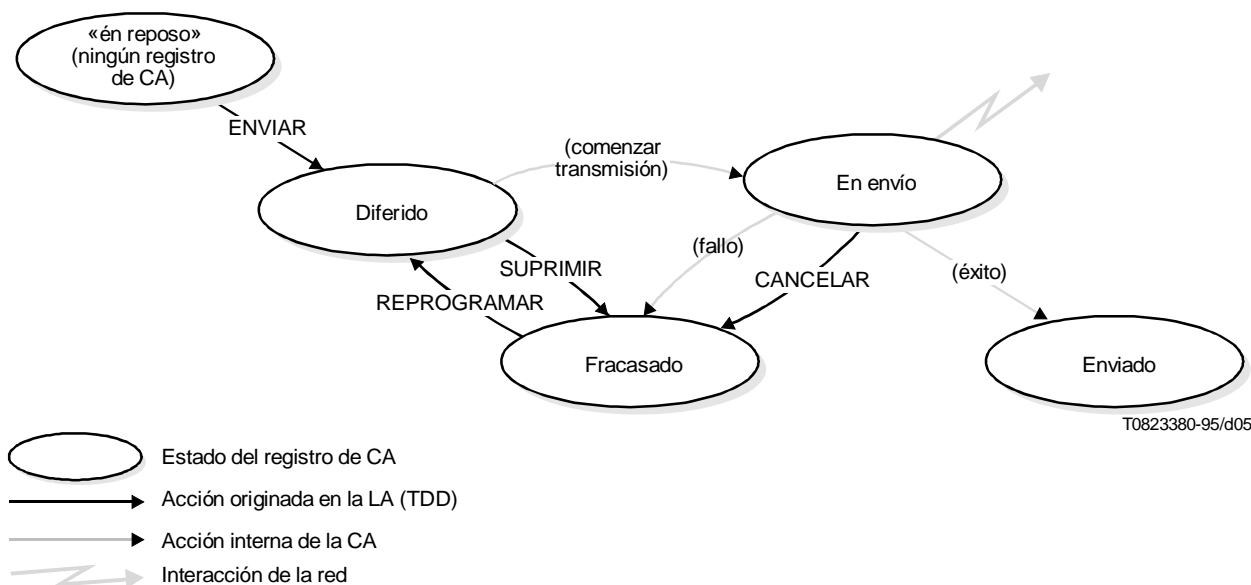 «én reposo»
(ningún registro
de CA)
ENVIAR
(comenzar
transmisión)
En envío
Diferido
(fallo)
SUPRIMIR
CANCELAR
(éxito)
REPROGRAMAR
Fracasado
Enviado
T0823380-95/d05
Estado del registro de CA
Acción originada en la LA (TDD)
Acción interna de la CA
Interacción de la red